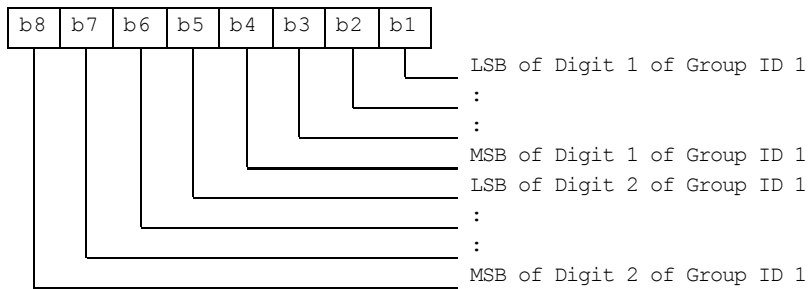 b8 b7 b6 b5 b4 b3 b2 b1
LSB of Digit 1 of Group ID 1
:
:
MSB of Digit 1 of Group ID 1
LSB of Digit 2 of Group ID 1
:
:
MSB of Digit 2 of Group ID 1